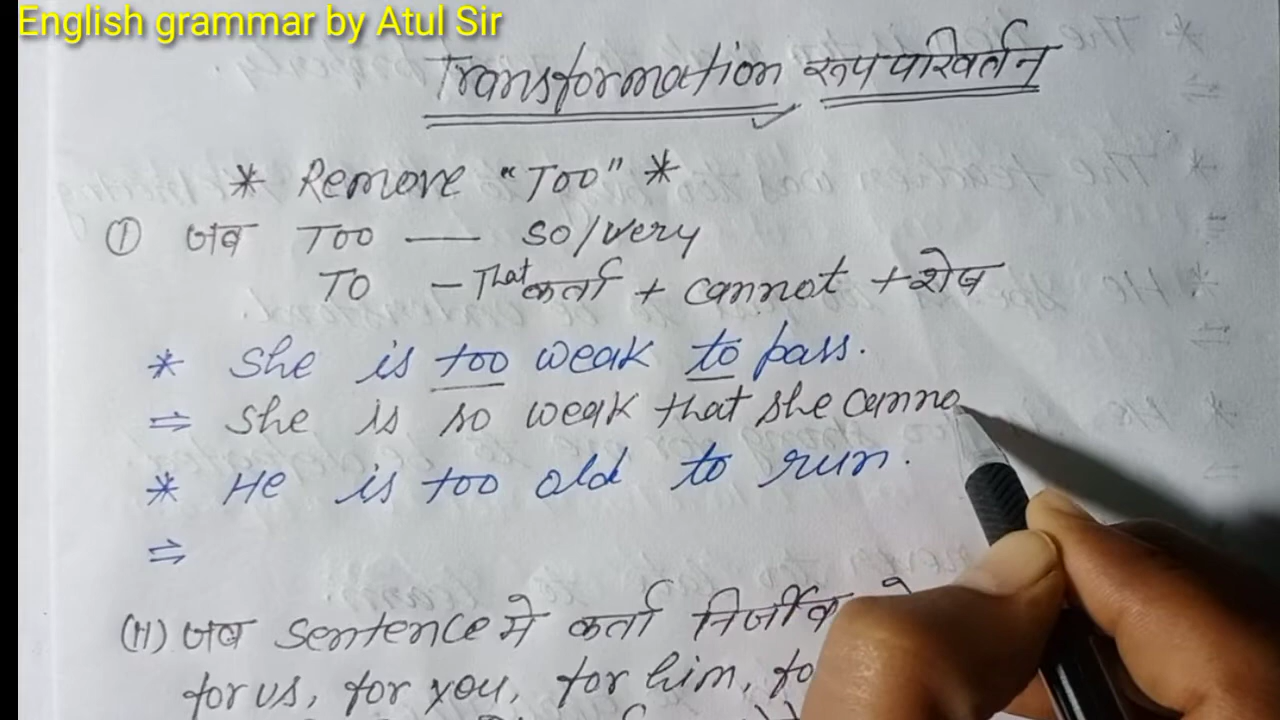 English grammar by Atul Sir
Transformation रूप परिवर्तन
* Remove "Too" *
① जब Too — so/very
To – That कर्ता + cannot + शेष
* She is too weak to pass.
⇒ She is so weak that she canno
* He is too old to run.
⇒
(ii) जब sentence मे कर्ता
for us, for you, for him,